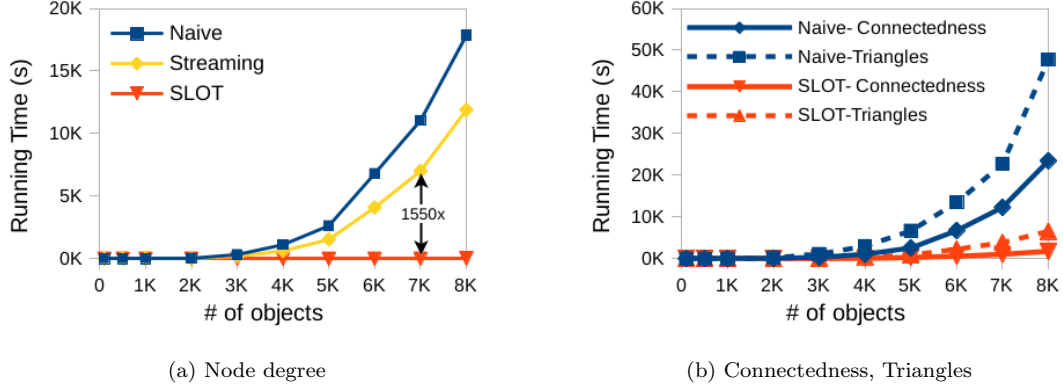 20K
15K
10K
5K
0K
Running Time (s)
Naive
Streaming
SLOT
1550x
0 1K 2K 3K 4K 5K 6K 7K 8K
# of objects
(a) Node degree
60K
50K
40K
30K
20K
10K
0K
Running Time (s)
Naive- Connectedness
Naive-Triangles
SLOT- Connectedness
SLOT-Triangles
0 1K 2K 3K 4K 5K 6K 7K 8K
# of objects
(b) Connectedness, Triangles